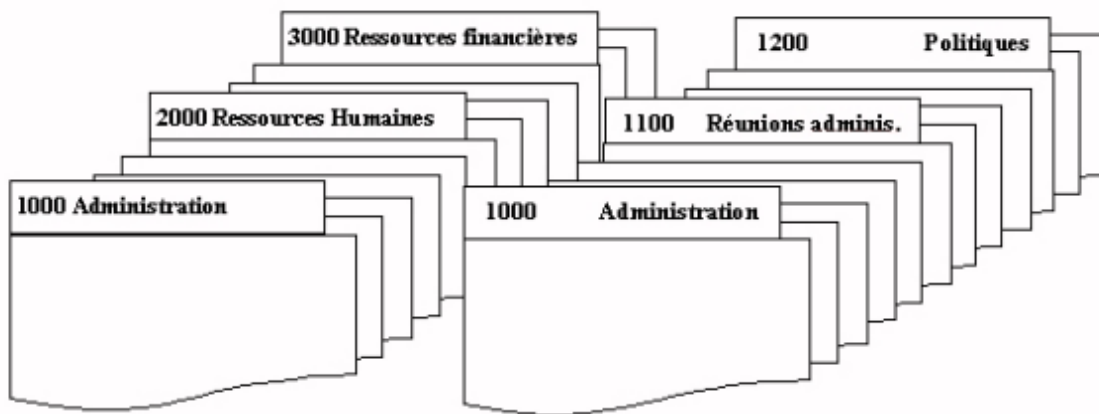 3000 Ressources financières
2000 Ressources Humaines
1000 Administration
1200 Politiques
1100 Réunions adminis.
1000 Administration